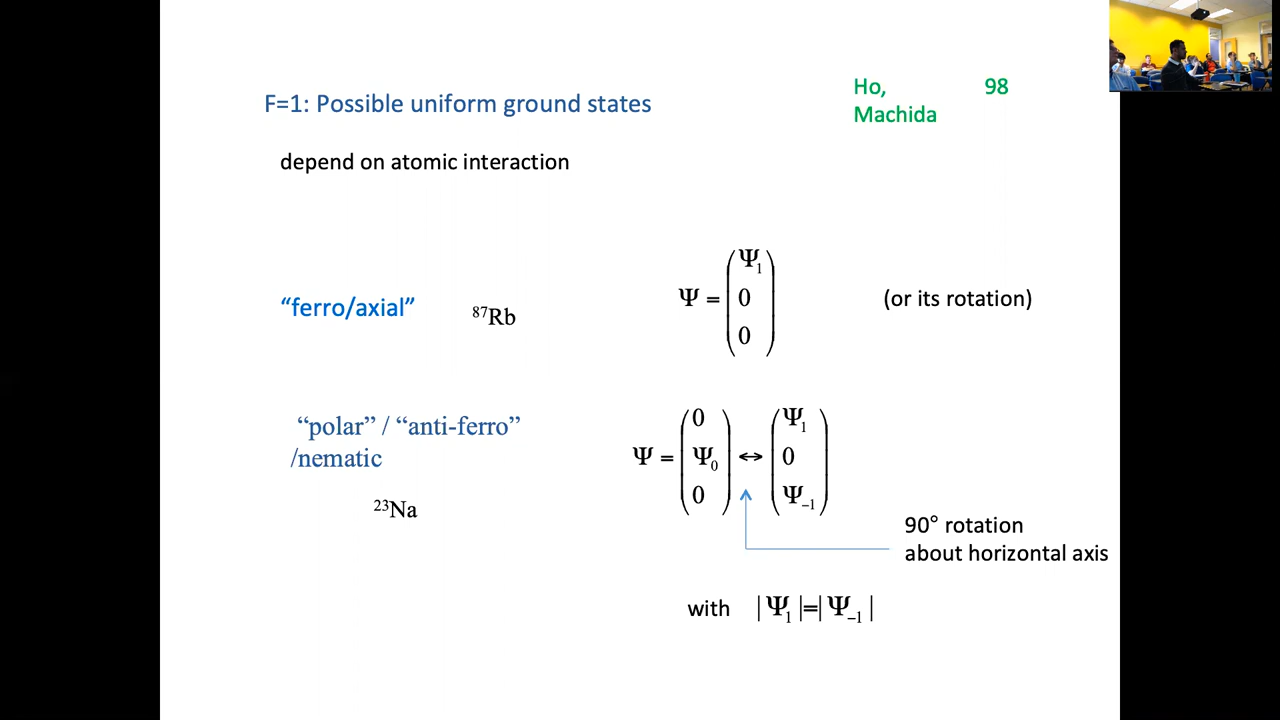 F=1: Possible uniform ground states
Ho, 98
Machida
depend on atomic interaction
“ferro/axial” ⁸⁷Rb Ψ = (Ψ₁ 0 0) (or its rotation)
“polar” / “anti-ferro”
/nematic
²³Na
Ψ = (0 Ψ₀ 0) ↔ (Ψ₁ 0 Ψ₋₁)
90° rotation
about horizontal axis
with |Ψ₁|=|Ψ₋₁|